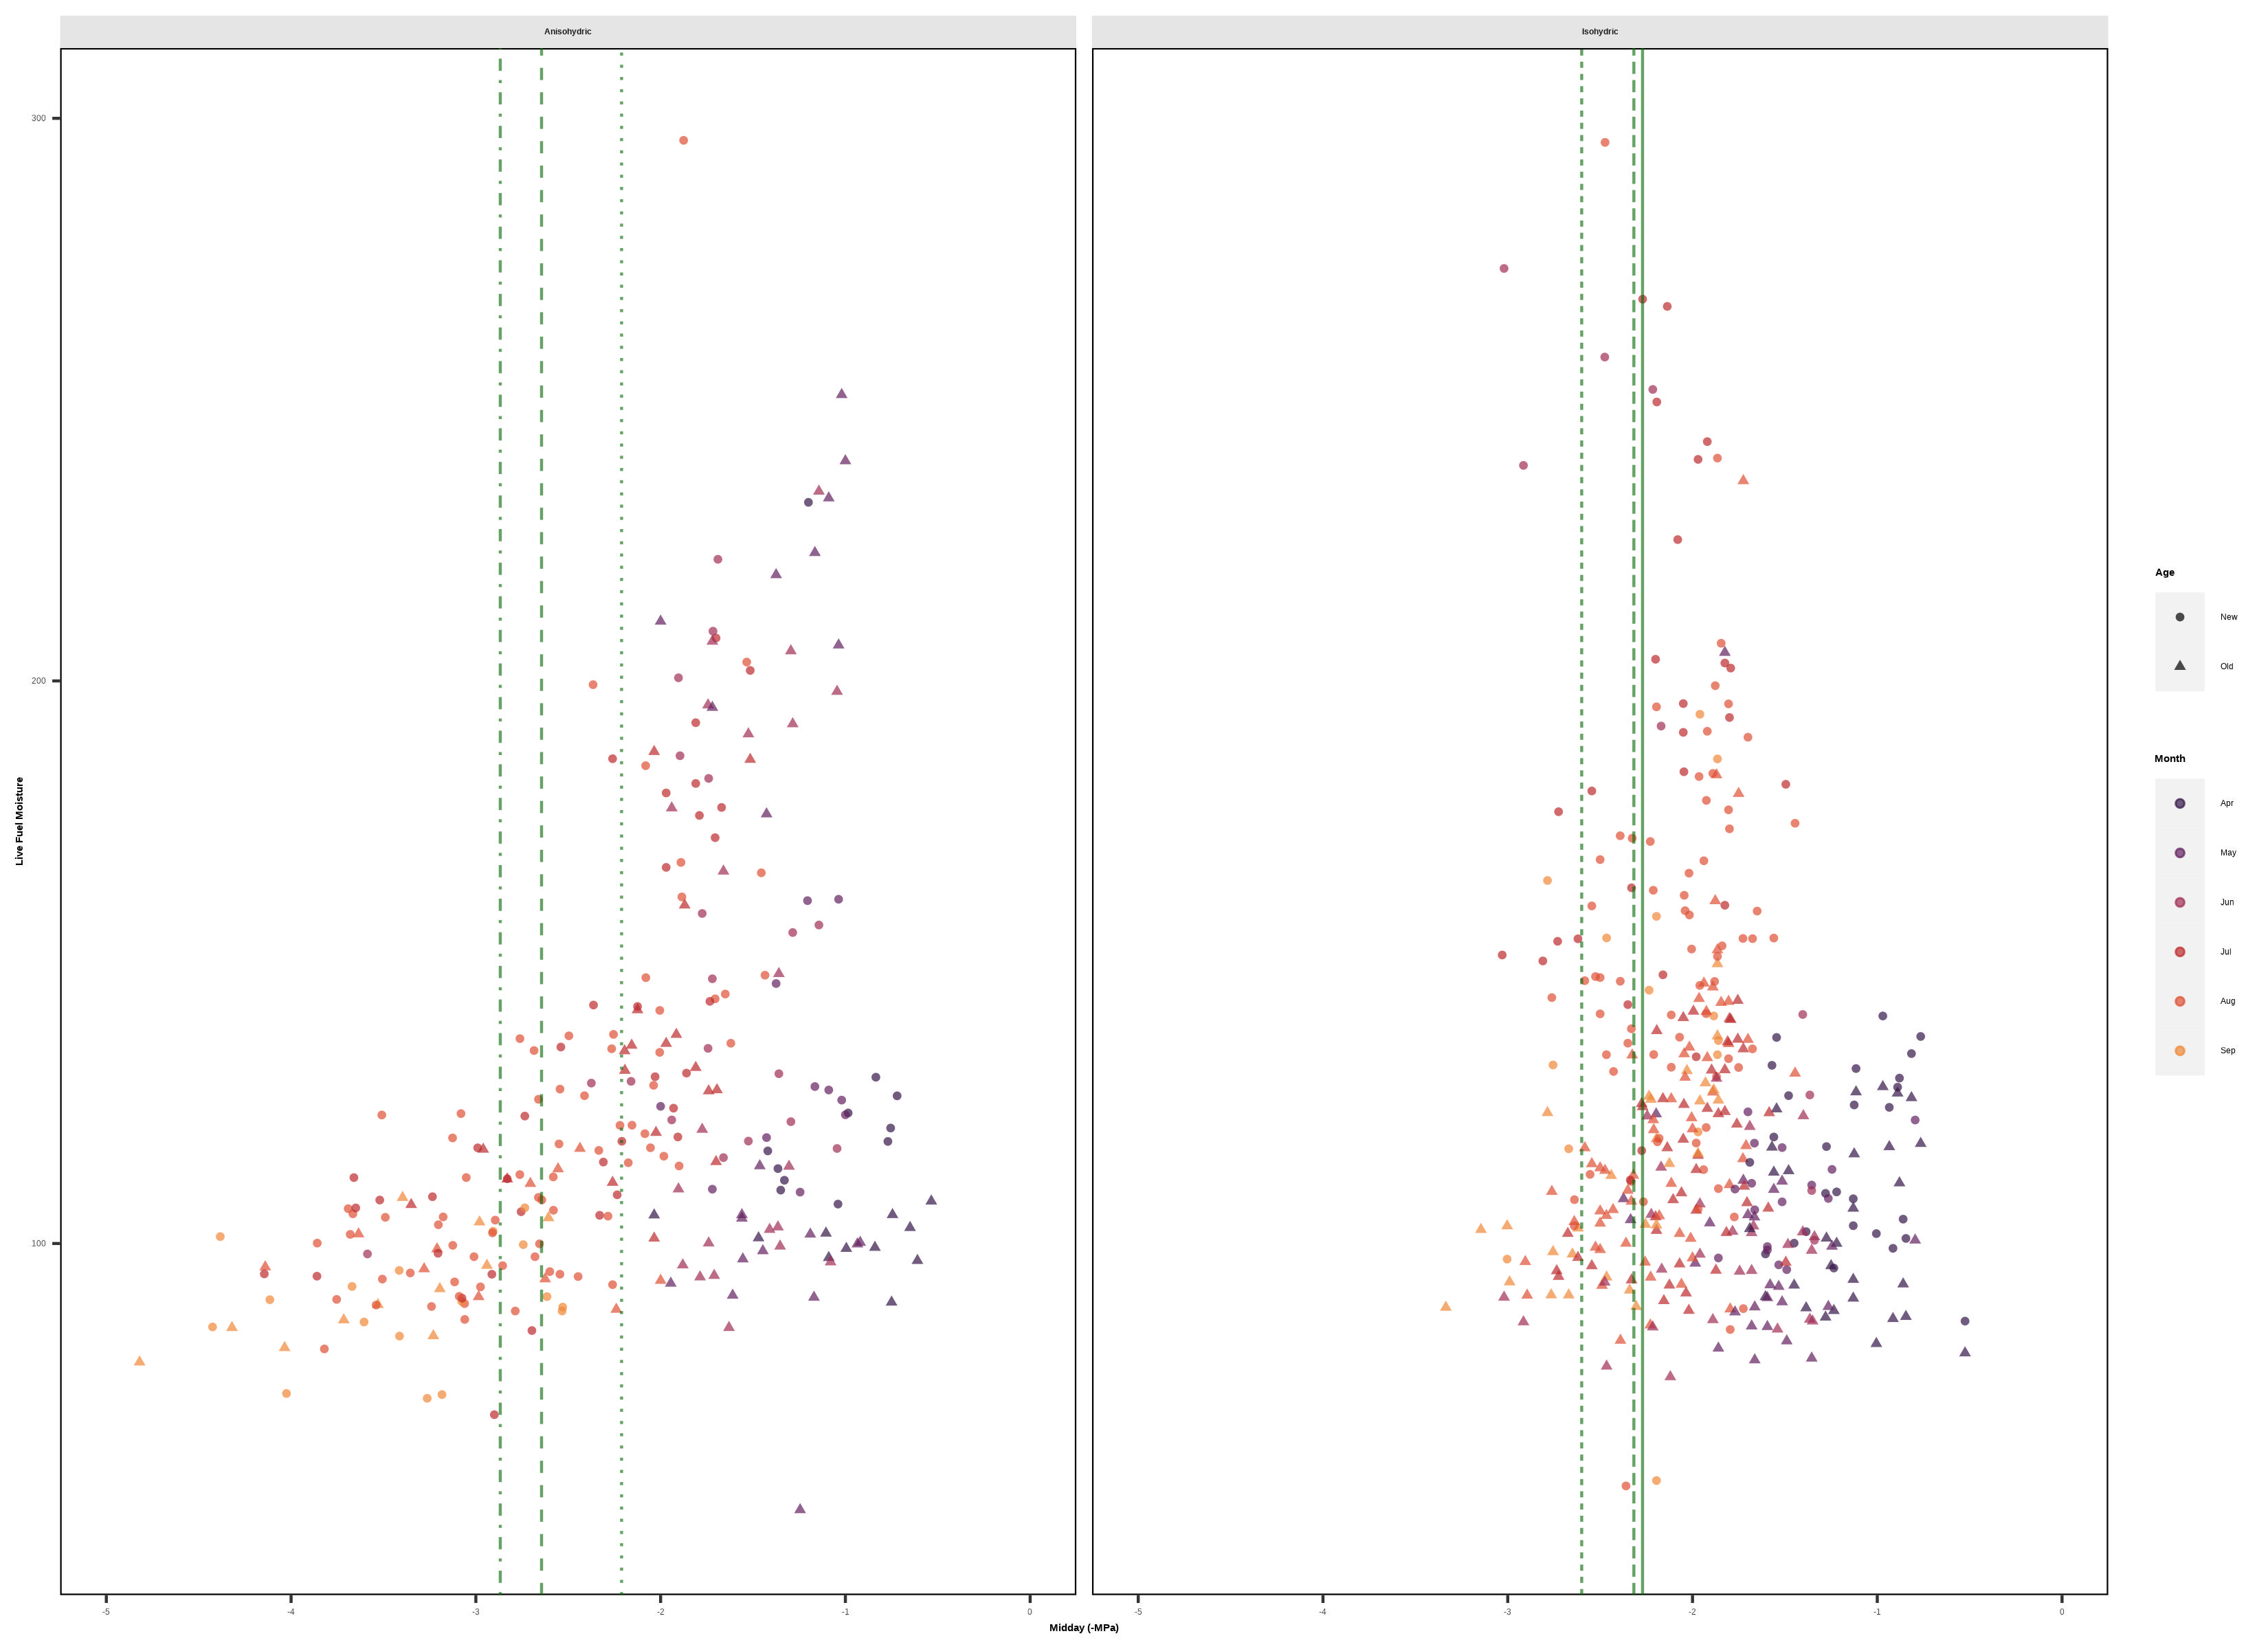 Anisohydric
Isohydric
300
200
100
Live Fuel Moisture
-5
-4
-3
-2
-1
0
-5
-4
-3
-2
-1
0
Midday (-MPa)
Age
New
Old
Month
Apr
May
Jun
Jul
Aug
Sep